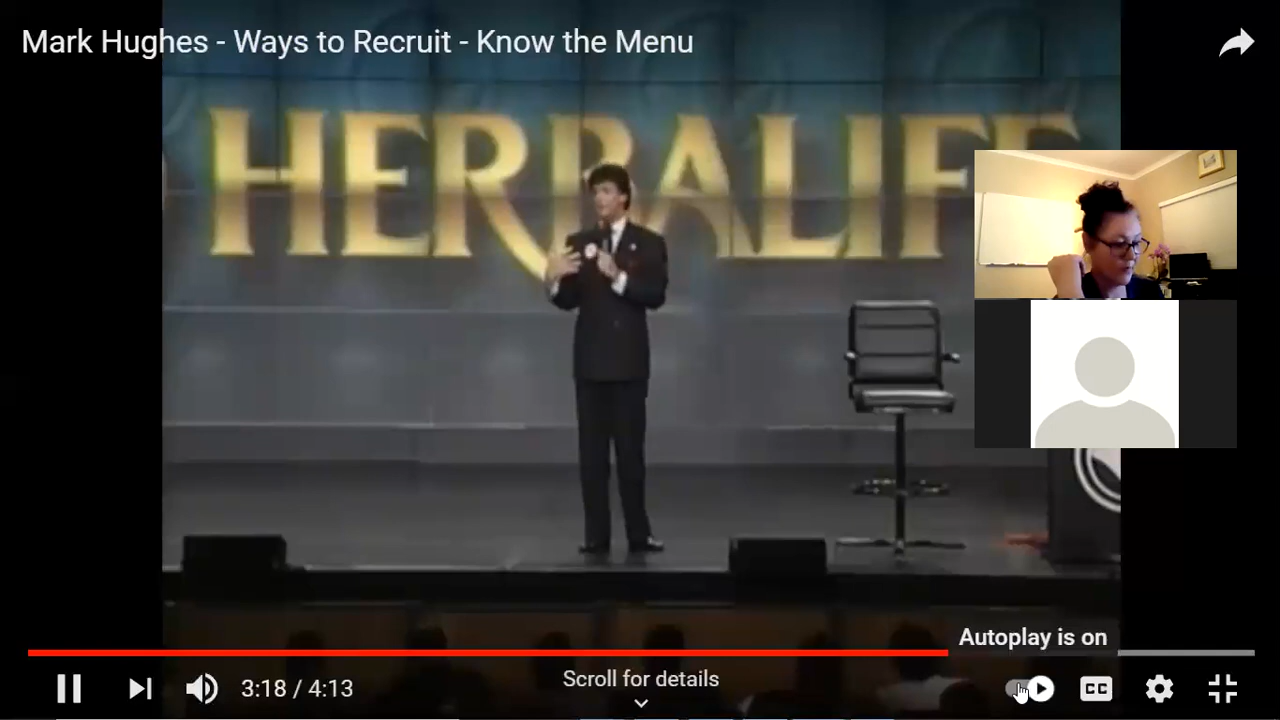 Mark Hughes - Ways to Recruit - Know the Menu
HERBALIFE
Autoplay is on
3:18 / 4:13
Scroll for details
CC